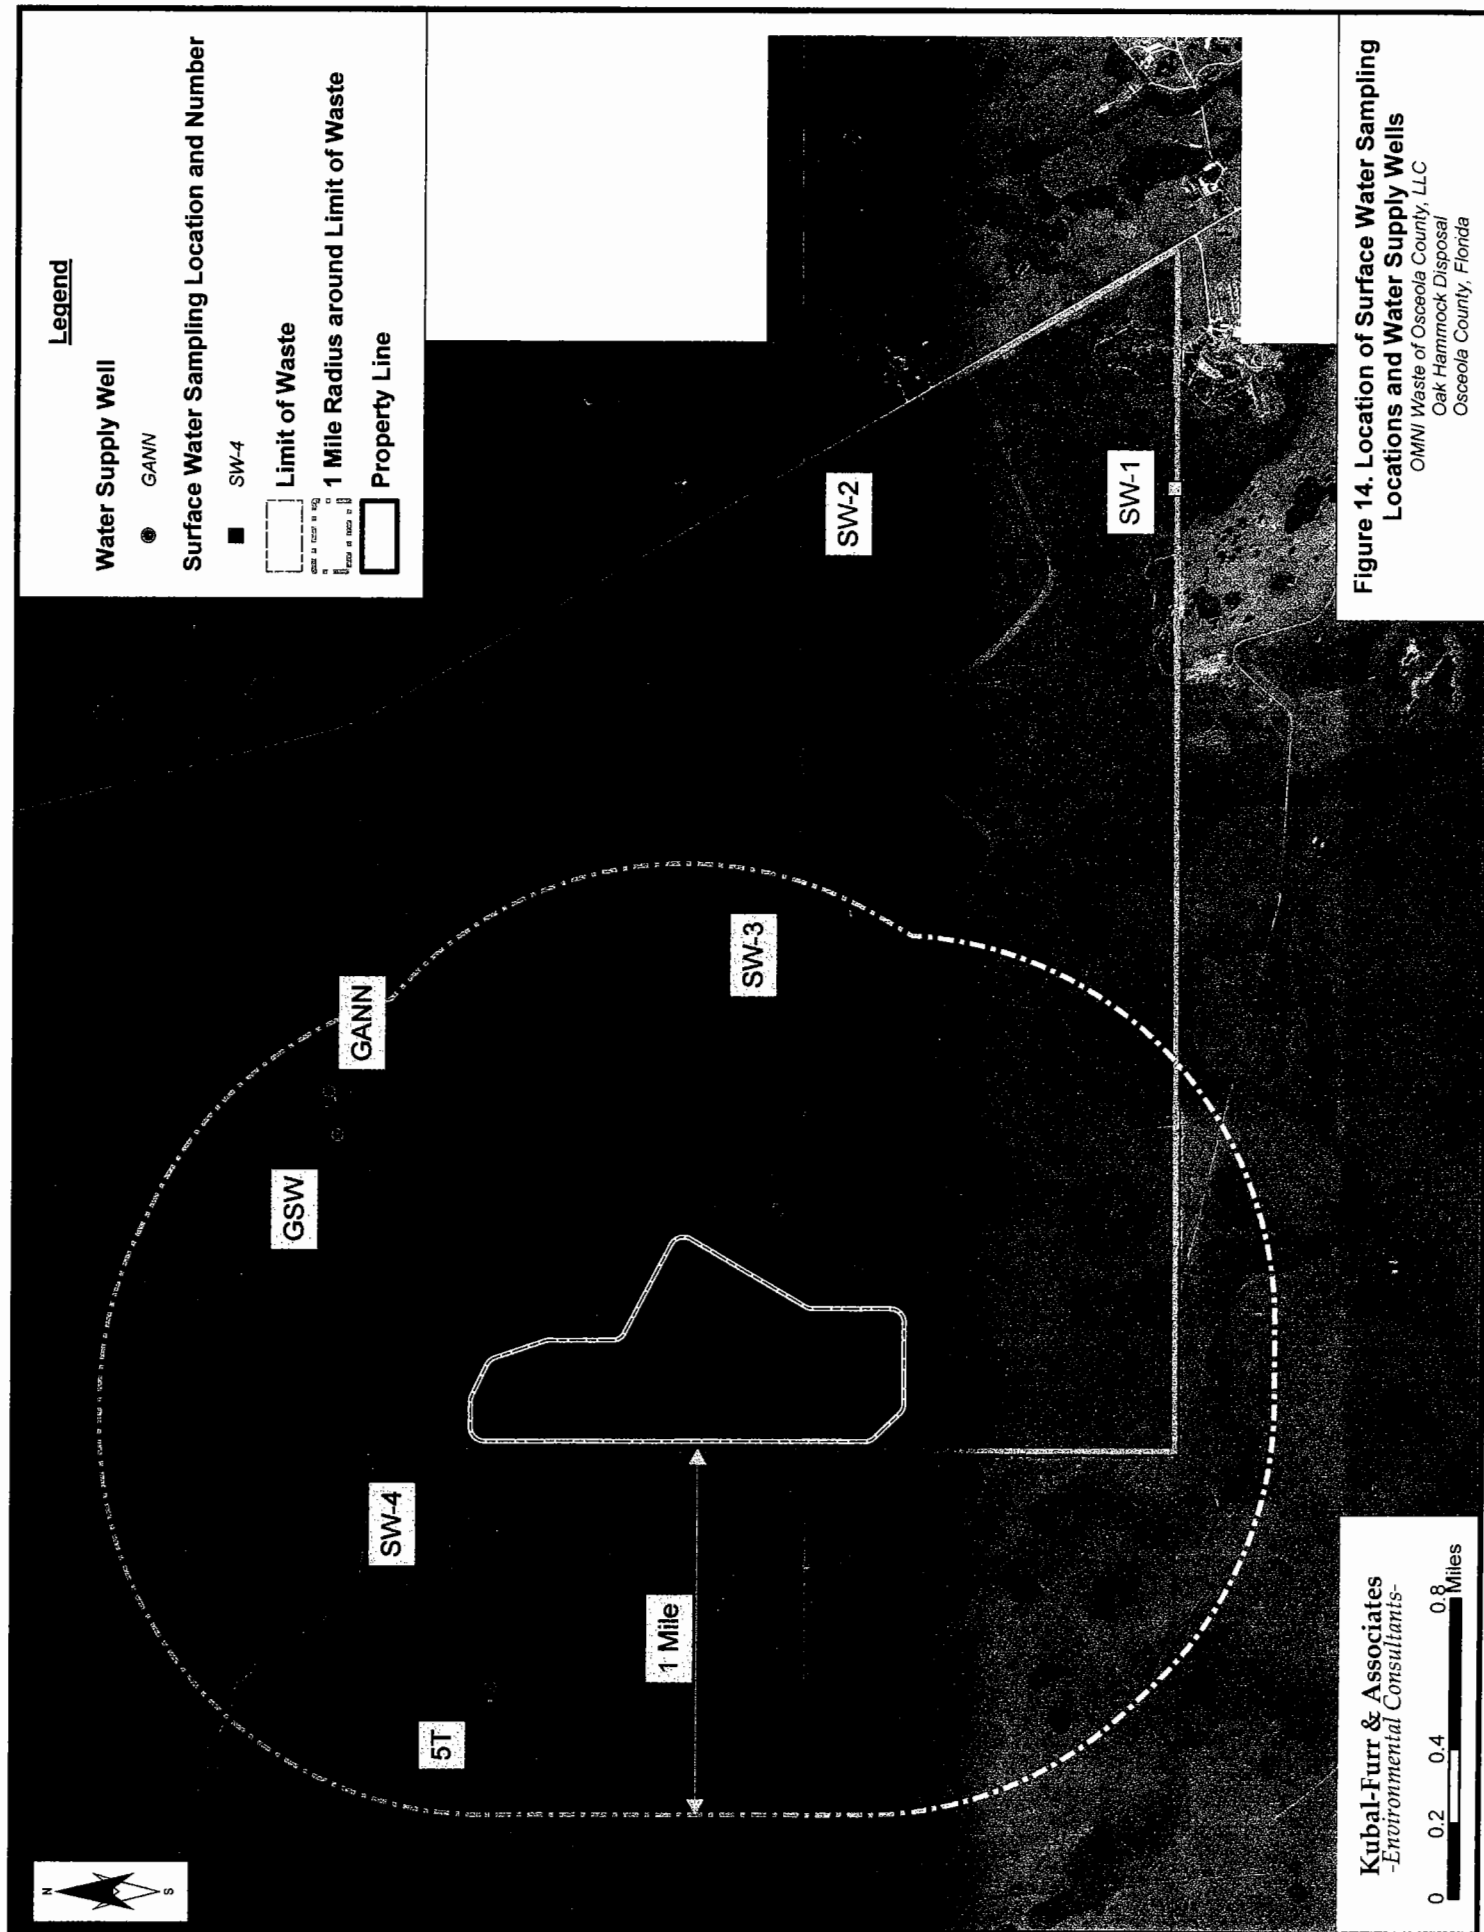 Legend
Water Supply Well
GANN
Surface Water Sampling Location and Number
SW-4
Limit of Waste
1 Mile Radius around Limit of Waste
Property Line
N
S
5T
SW-4
GSW
GANN
1 Mile
SW-3
SW-2
SW-1
Kubal-Furr & Associates
-Environmental Consultants-
0 0.2 0.4 0.8
Miles
Figure 14. Location of Surface Water Sampling
Locations and Water Supply Wells
OMNI Waste of Osceola County, LLC
Oak Hammock Disposal
Osceola County, Florida